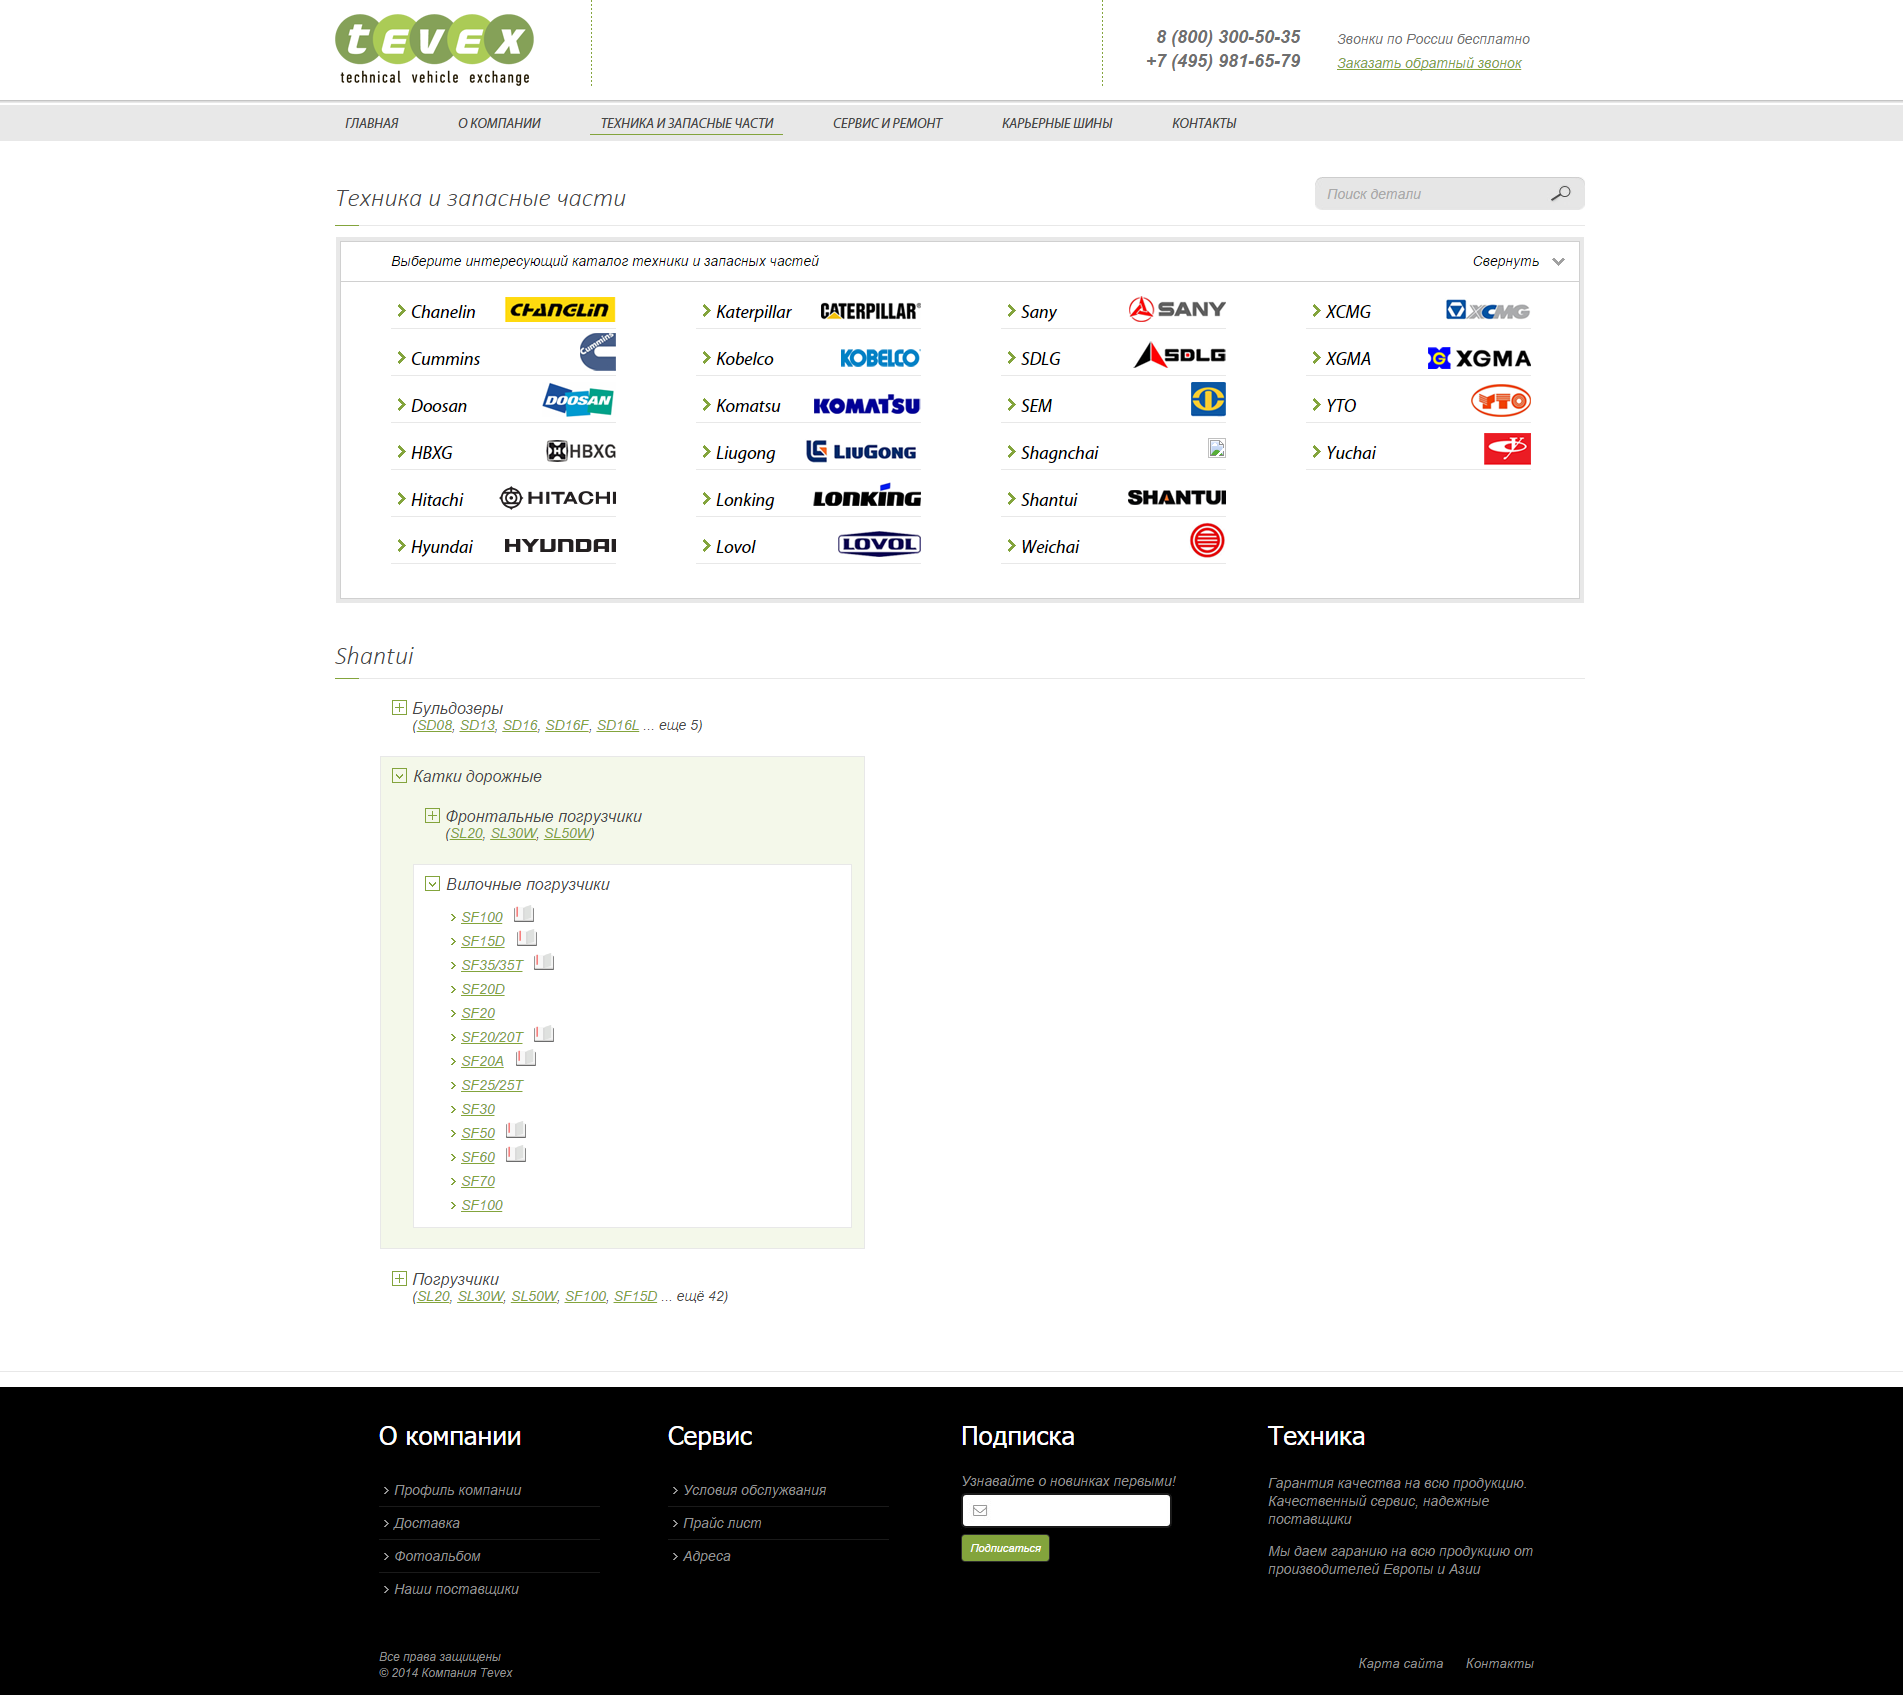 tevex
technical vehicle exchange
8 (800) 300-50-35
+7 (495) 981-65-79
Звонки по России бесплатно
Заказать обратный звонок
ГЛАВНАЯ О КОМПАНИИ ТЕХНИКА И ЗАПАСНЫЕ ЧАСТИ СЕРВИС И РЕМОНТ КАРЬЕРНЫЕ ШИНЫ КОНТАКТЫ
Техника и запасные части
Поиск детали
Выберите интересующий каталог техники и запасных частей Свернуть
Chanelin CHANGLIN Katerpillar CATERPILLAR® Sany SANY XCMG XCMG
Cummins Cummins Kobelco KOBELCO SDLG SDLG XGMA XGMA
Doosan DOOSAN Komatsu KOMATSU SEM YTO YTO
HBXG HBXG Liugong LIUGONG Shagnchai Yuchai
Hitachi HITACHI Lonking LONKING Shantui SHANTUI
Hyundai HYUNDAI Lovol LOVOL Weichai
Shantui
Бульдозеры
(SD08, SD13, SD16, SD16F, SD16L ... еще 5)
Катки дорожные
Фронтальные погрузчики
(SL20, SL30W, SL50W)
Вилочные погрузчики
SF100
SF15D
SF35/35T
SF20D
SF20
SF20/20T
SF20A
SF25/25T
SF30
SF50
SF60
SF70
SF100
Погрузчики
(SL20, SL30W, SL50W, SF100, SF15D ... ещё 42)
О компании
Профиль компании
Доставка
Фотоальбом
Наши поставщики
Сервис
Условия обслужвания
Прайс лист
Адреса
Подписка
Узнавайте о новинках первыми!
Подписаться
Техника
Гарантия качества на всю продукцию.
Качественный сервис, надежные
поставщики
Мы даем гаранию на всю продукцию от
производителей Европы и Азии
Все права защищены
© 2014 Компания Tevex
Карта сайта Контакты